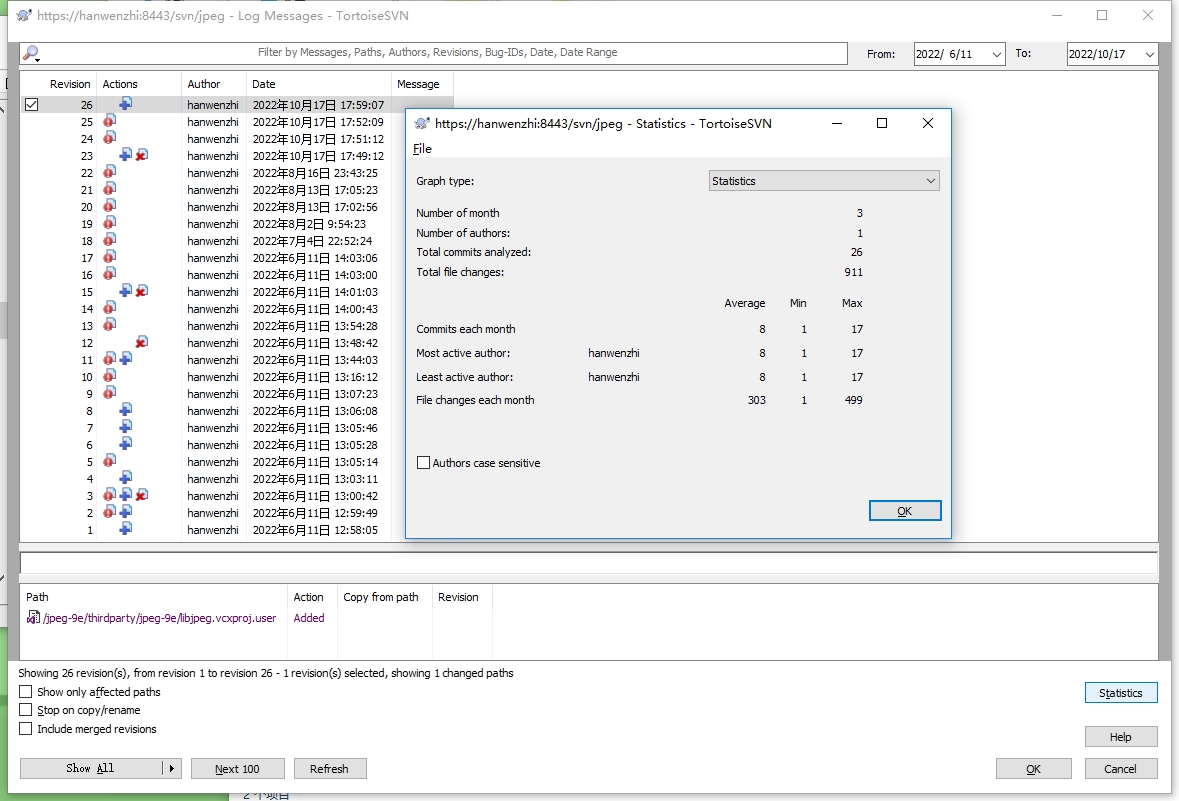 https://hanwenzhi:8443/svn/jpeg - Log Messages - TortoiseSVN
Filter by Messages, Paths, Authors, Revisions, Bug-IDs, Date, Date Range
From: 2022/ 6/11 To: 2022/10/17
Revision Actions Author Date Message
26 hanwenzhi 2022年10月17日 17:59:07
25 hanwenzhi 2022年10月17日 17:52:09
24 hanwenzhi 2022年10月17日 17:51:12
23 hanwenzhi 2022年10月17日 17:49:12
22 hanwenzhi 2022年8月16日 23:43:25
21 hanwenzhi 2022年8月13日 17:05:23
20 hanwenzhi 2022年8月13日 17:02:56
19 hanwenzhi 2022年8月2日 9:54:23
18 hanwenzhi 2022年7月4日 22:52:24
17 hanwenzhi 2022年6月11日 14:03:06
16 hanwenzhi 2022年6月11日 14:03:00
15 hanwenzhi 2022年6月11日 14:01:03
14 hanwenzhi 2022年6月11日 14:00:43
13 hanwenzhi 2022年6月11日 13:54:28
12 hanwenzhi 2022年6月11日 13:48:42
11 hanwenzhi 2022年6月11日 13:44:03
10 hanwenzhi 2022年6月11日 13:16:12
9 hanwenzhi 2022年6月11日 13:07:23
8 hanwenzhi 2022年6月11日 13:06:08
7 hanwenzhi 2022年6月11日 13:05:46
6 hanwenzhi 2022年6月11日 13:05:28
5 hanwenzhi 2022年6月11日 13:05:14
4 hanwenzhi 2022年6月11日 13:03:11
3 hanwenzhi 2022年6月11日 13:00:42
2 hanwenzhi 2022年6月11日 12:59:49
1 hanwenzhi 2022年6月11日 12:58:05
https://hanwenzhi:8443/svn/jpeg - Statistics - TortoiseSVN
File
Graph type: Statistics
Number of month 3
Number of authors: 1
Total commits analyzed: 26
Total file changes: 911
Average Min Max
Commits each month 8 1 17
Most active author: hanwenzhi 8 1 17
Least active author: hanwenzhi 8 1 17
File changes each month 303 1 499
Authors case sensitive
OK
Path Action Copy from path Revision
/jpeg-9e/thirdparty/jpeg-9e/libjpeg.vcxproj.user Added
Showing 26 revision(s), from revision 1 to revision 26 - 1 revision(s) selected, showing 1 changed paths
Show only affected paths
Statistics
Stop on copy/rename
Include merged revisions
Help
Show All Next 100 Refresh OK Cancel
2 个项目